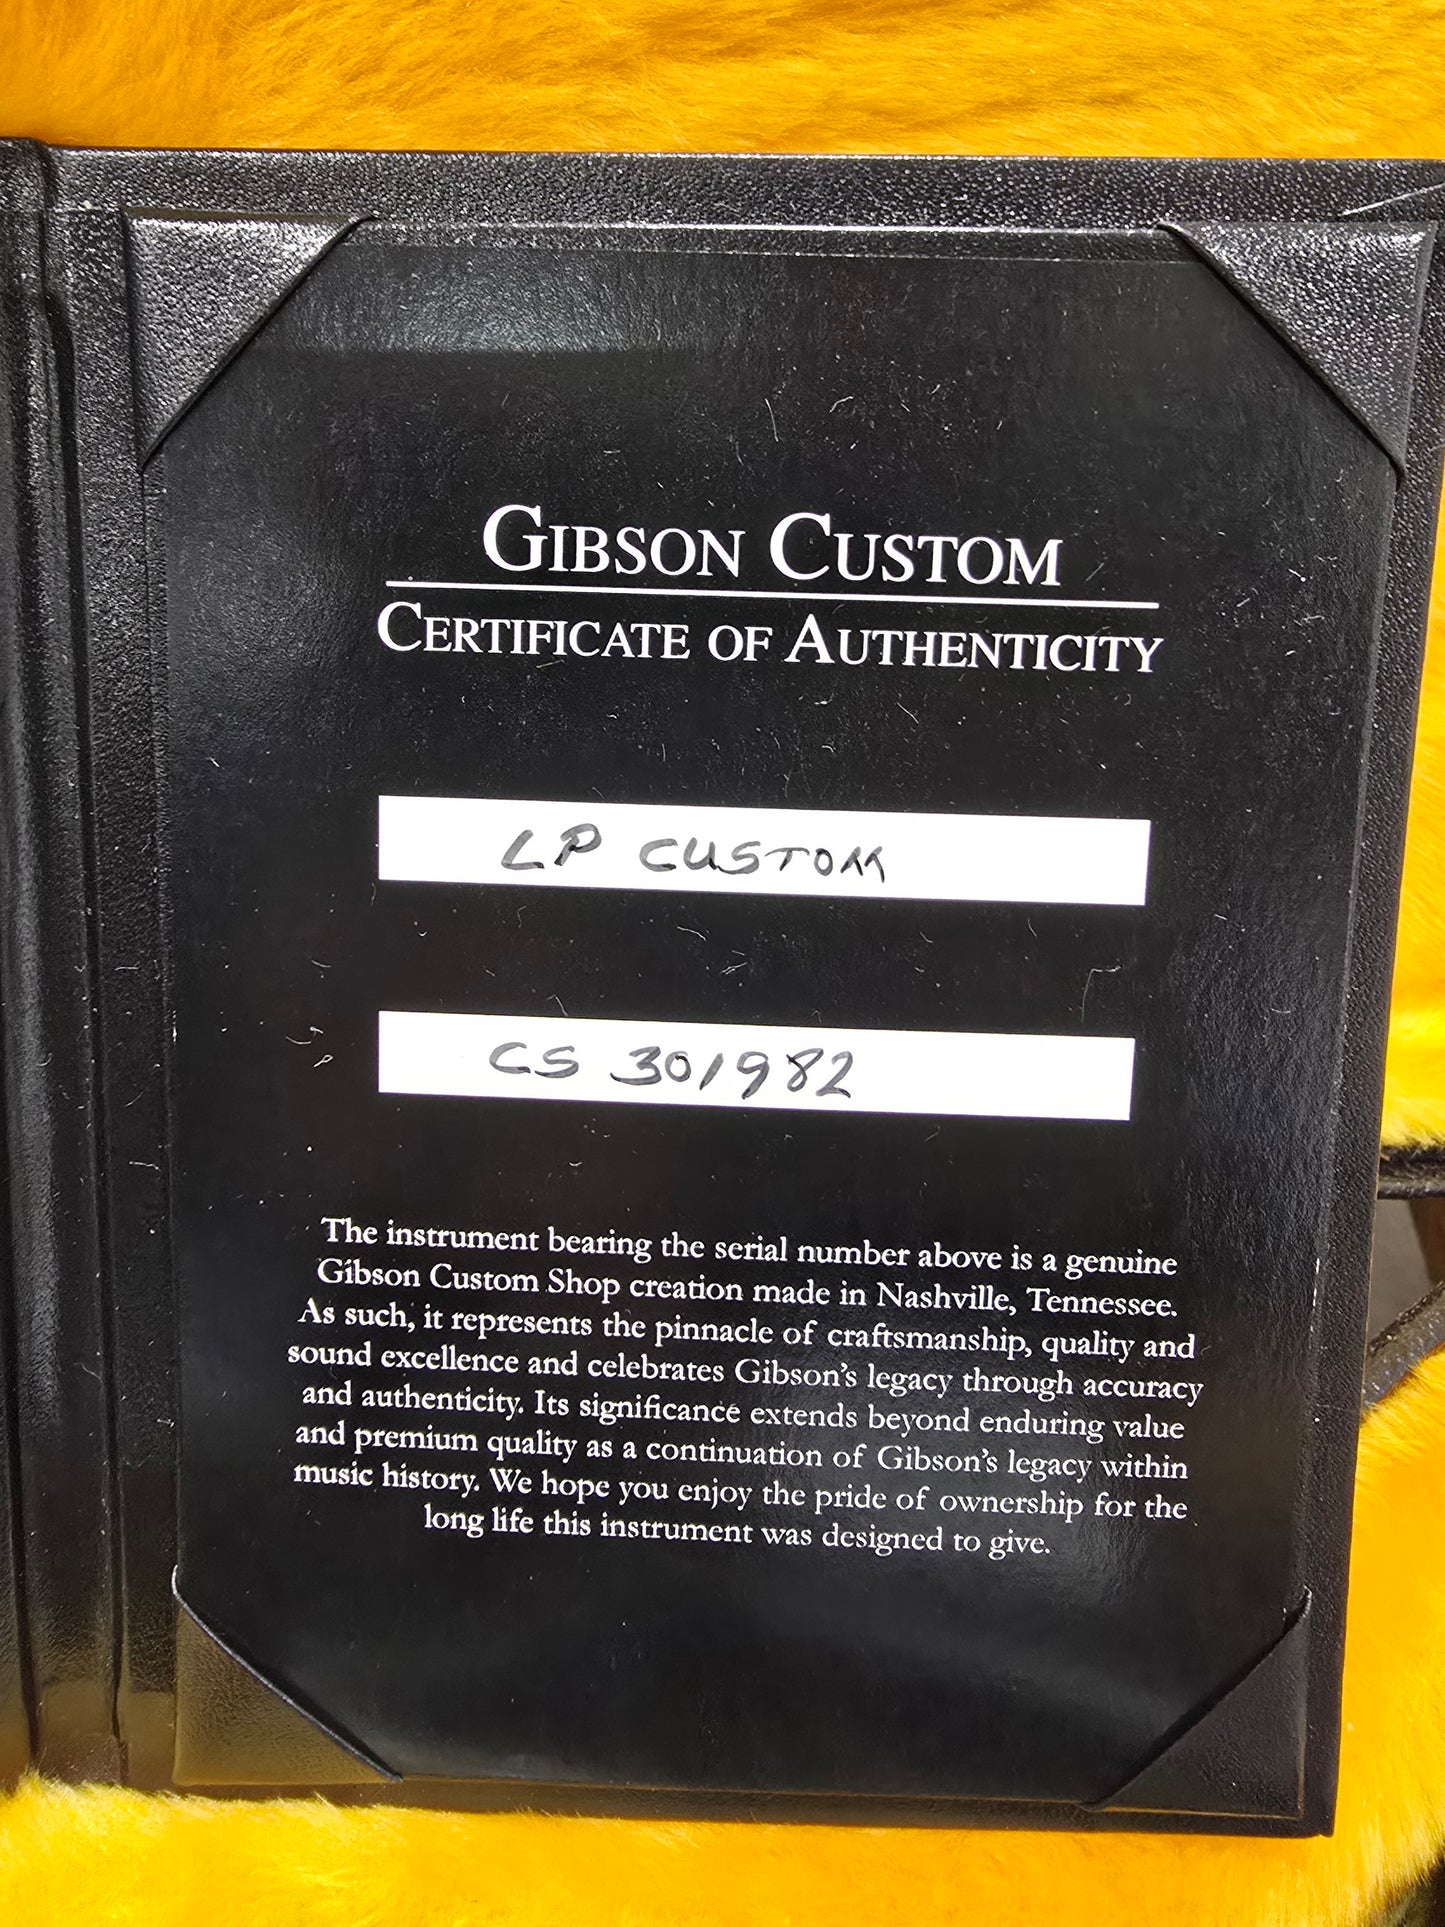 GIBSON CUSTOM
CERTIFICATE OF AUTHENTICITY
LP CUSTOM
CS 301982
The instrument bearing the serial number above is a genuine
Gibson Custom Shop creation made in Nashville, Tennessee.
As such, it represents the pinnacle of craftsmanship, quality and
sound excellence and celebrates Gibson's legacy through accuracy
and authenticity. Its significance extends beyond enduring value
and premium quality as a continuation of Gibson's legacy within
music history. We hope you enjoy the pride of ownership for the
long life this instrument was designed to give.